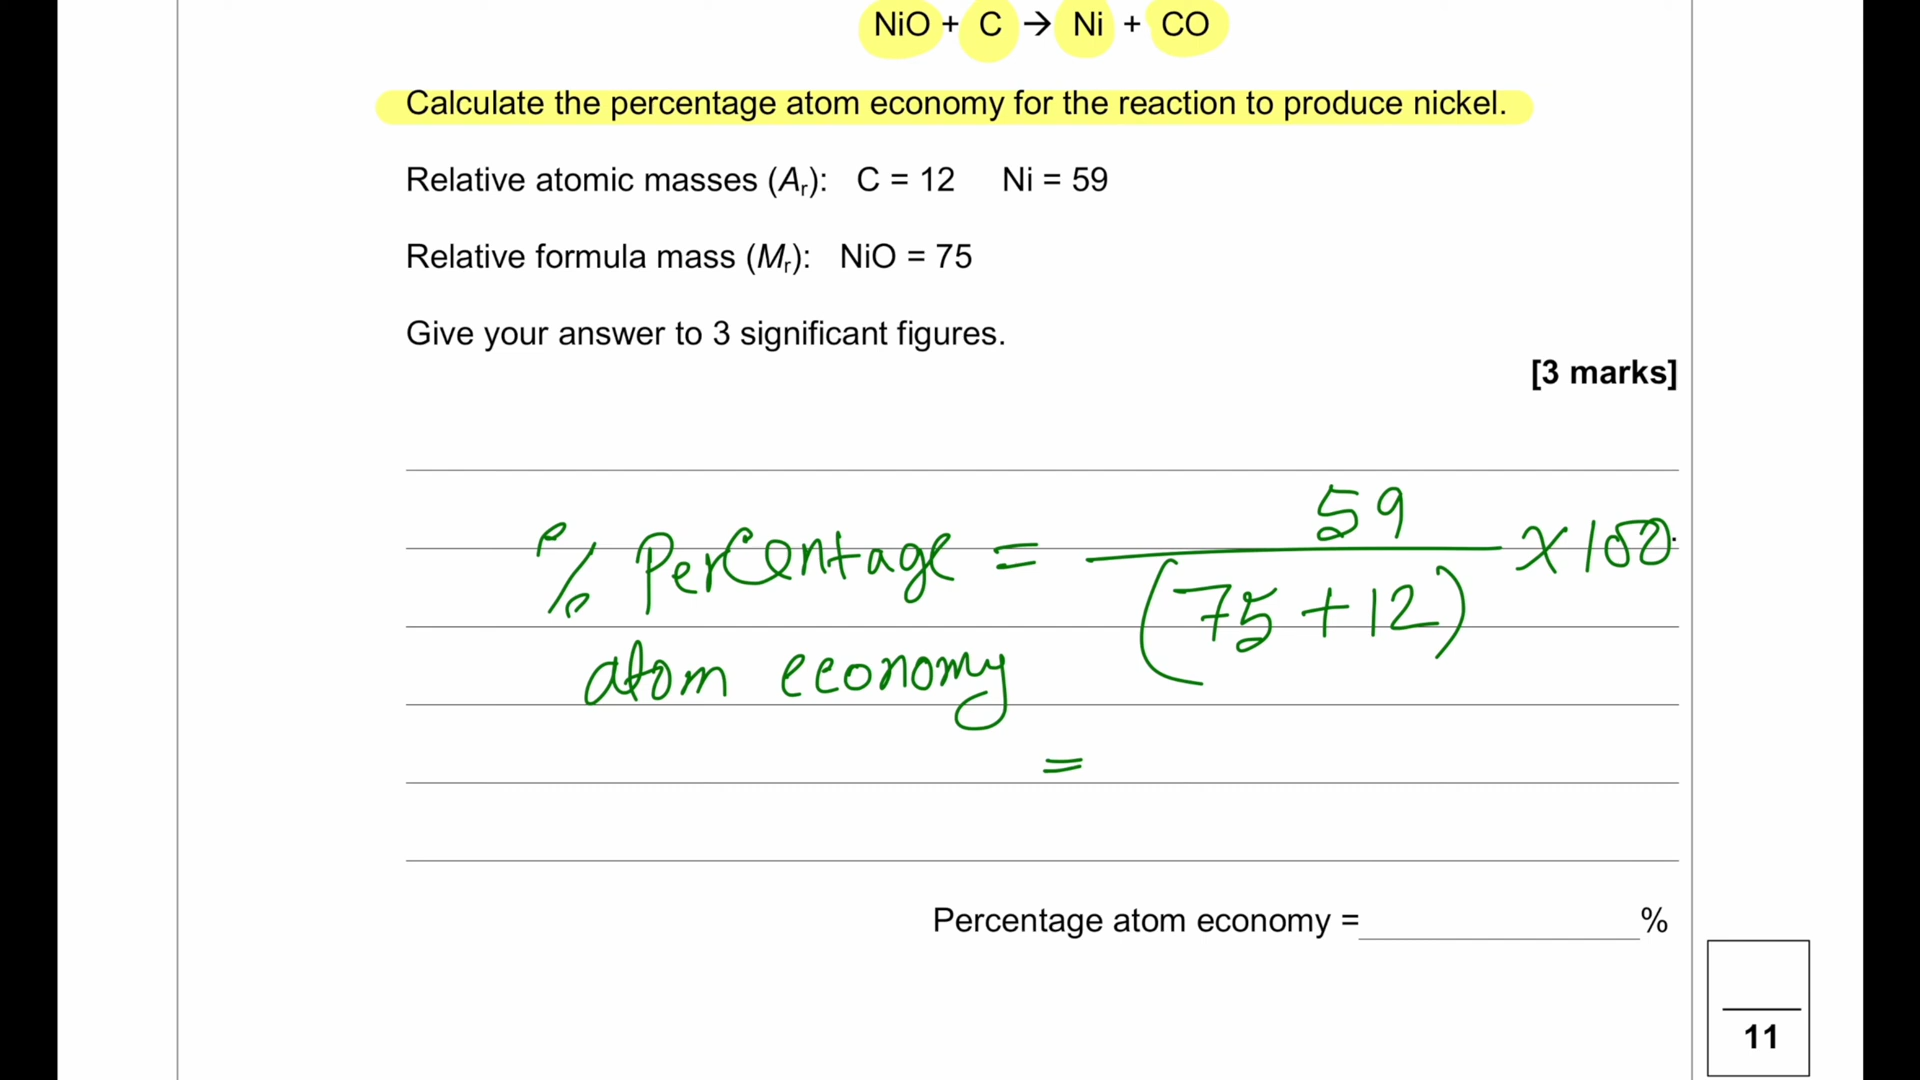 NiO + C → Ni + CO
Calculate the percentage atom economy for the reaction to produce nickel.
Relative atomic masses (Ar): C = 12 Ni = 59
Relative formula mass (Mr): NiO = 75
Give your answer to 3 significant figures.
[3 marks]
% Percentage = 59 / (75 + 12) × 100
atom economy
=
Percentage atom economy = %
11